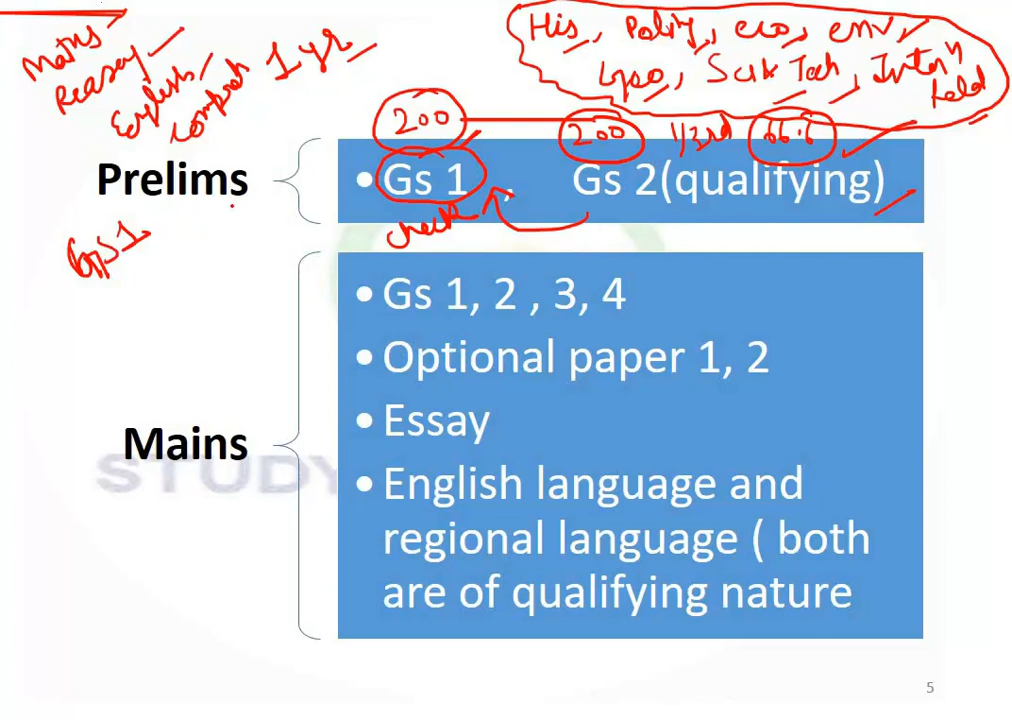 Maths
Reasoning
English
Compreh
1 yr
His, Polity, eco, env,
Geo, Sci & Tech, Intern
200
200 1/3rd 66.6
Prelims
• Gs 1 , Gs 2(qualifying)
check
GS1
• Gs 1, 2 , 3, 4
• Optional paper 1, 2
• Essay
Mains
STUDY
• English language and
regional language ( both
are of qualifying nature
5